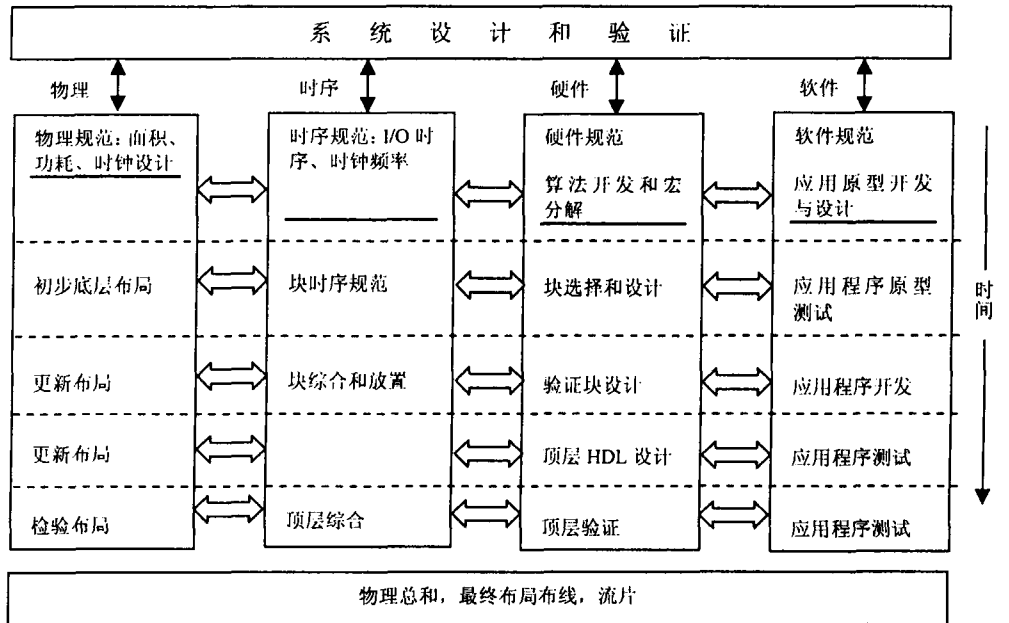 系统设计和验证
物理
时序
硬件
软件
物理规范：面积、
功耗、时钟设计
时序规范：I/O 时
序、时钟频率
硬件规范
算法开发和宏
分解
软件规范
应用原型开发
与设计
初步底层布局
块时序规范
块选择和设计
应用程序原型
测试
时
间
更新布局
块综合和放置
验证块设计
应用程序开发
更新布局
顶层 HDL 设计
应用程序测试
检验布局
顶层综合
顶层验证
应用程序测试
物理总和，最终布局布线，流片